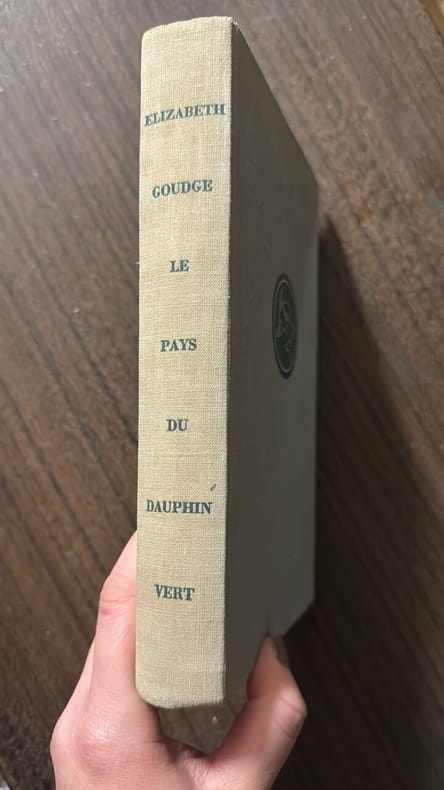 ELIZABETH
GOUDGE
LE
PAYS
DU
DAUPHIN
VERT